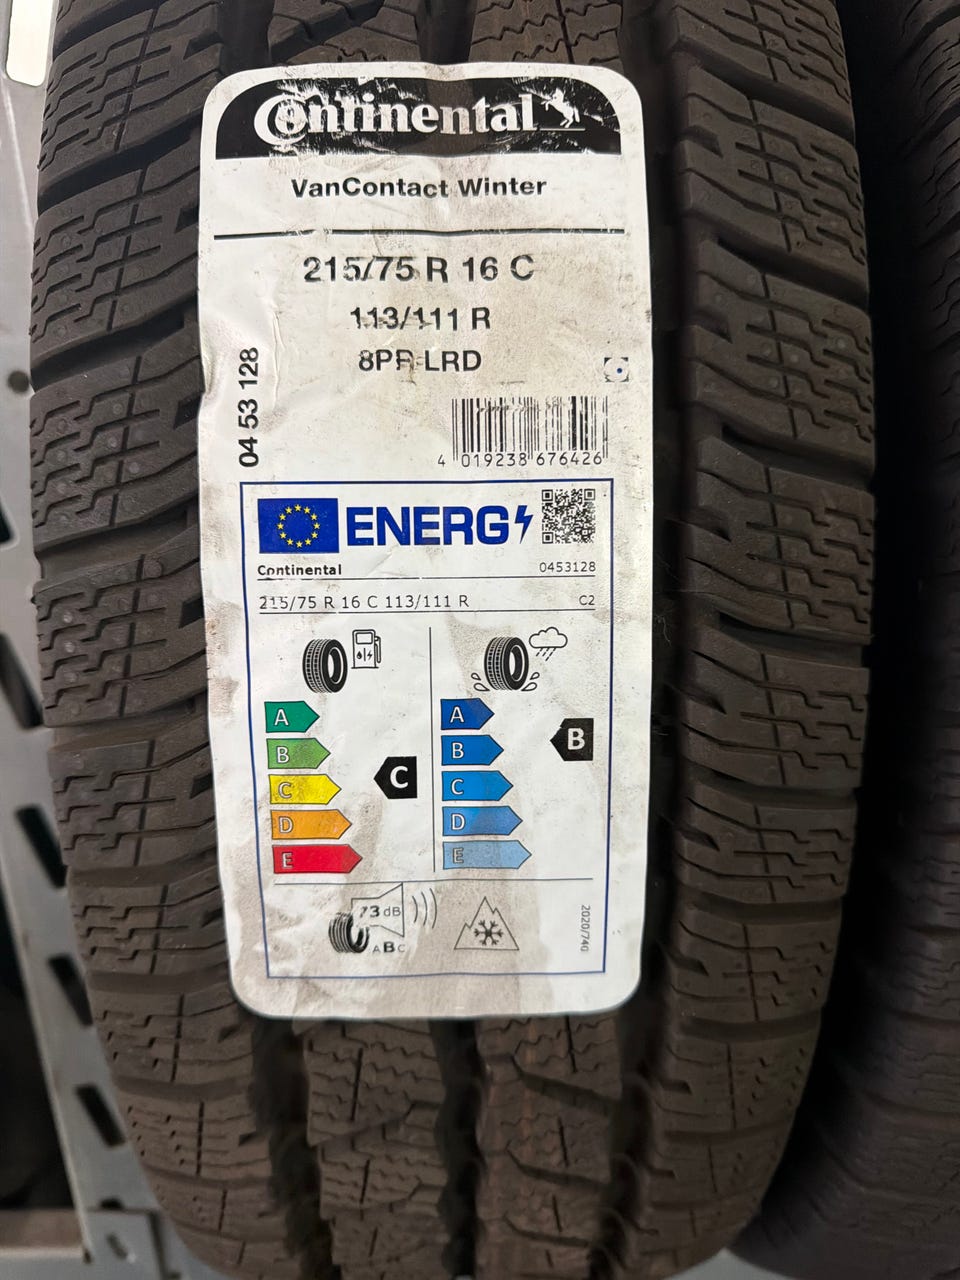 Continental
VanContact Winter
215/75 R 16 C
113/111 R
8PR LRD
04 53 128
4 019238 676426
ENERG
Continental 0453128
215/75 R 16 C 113/111 R C2
A
B
C
D
E
C
A
B
C
D
E
B
73 dB
ABC
2020/740